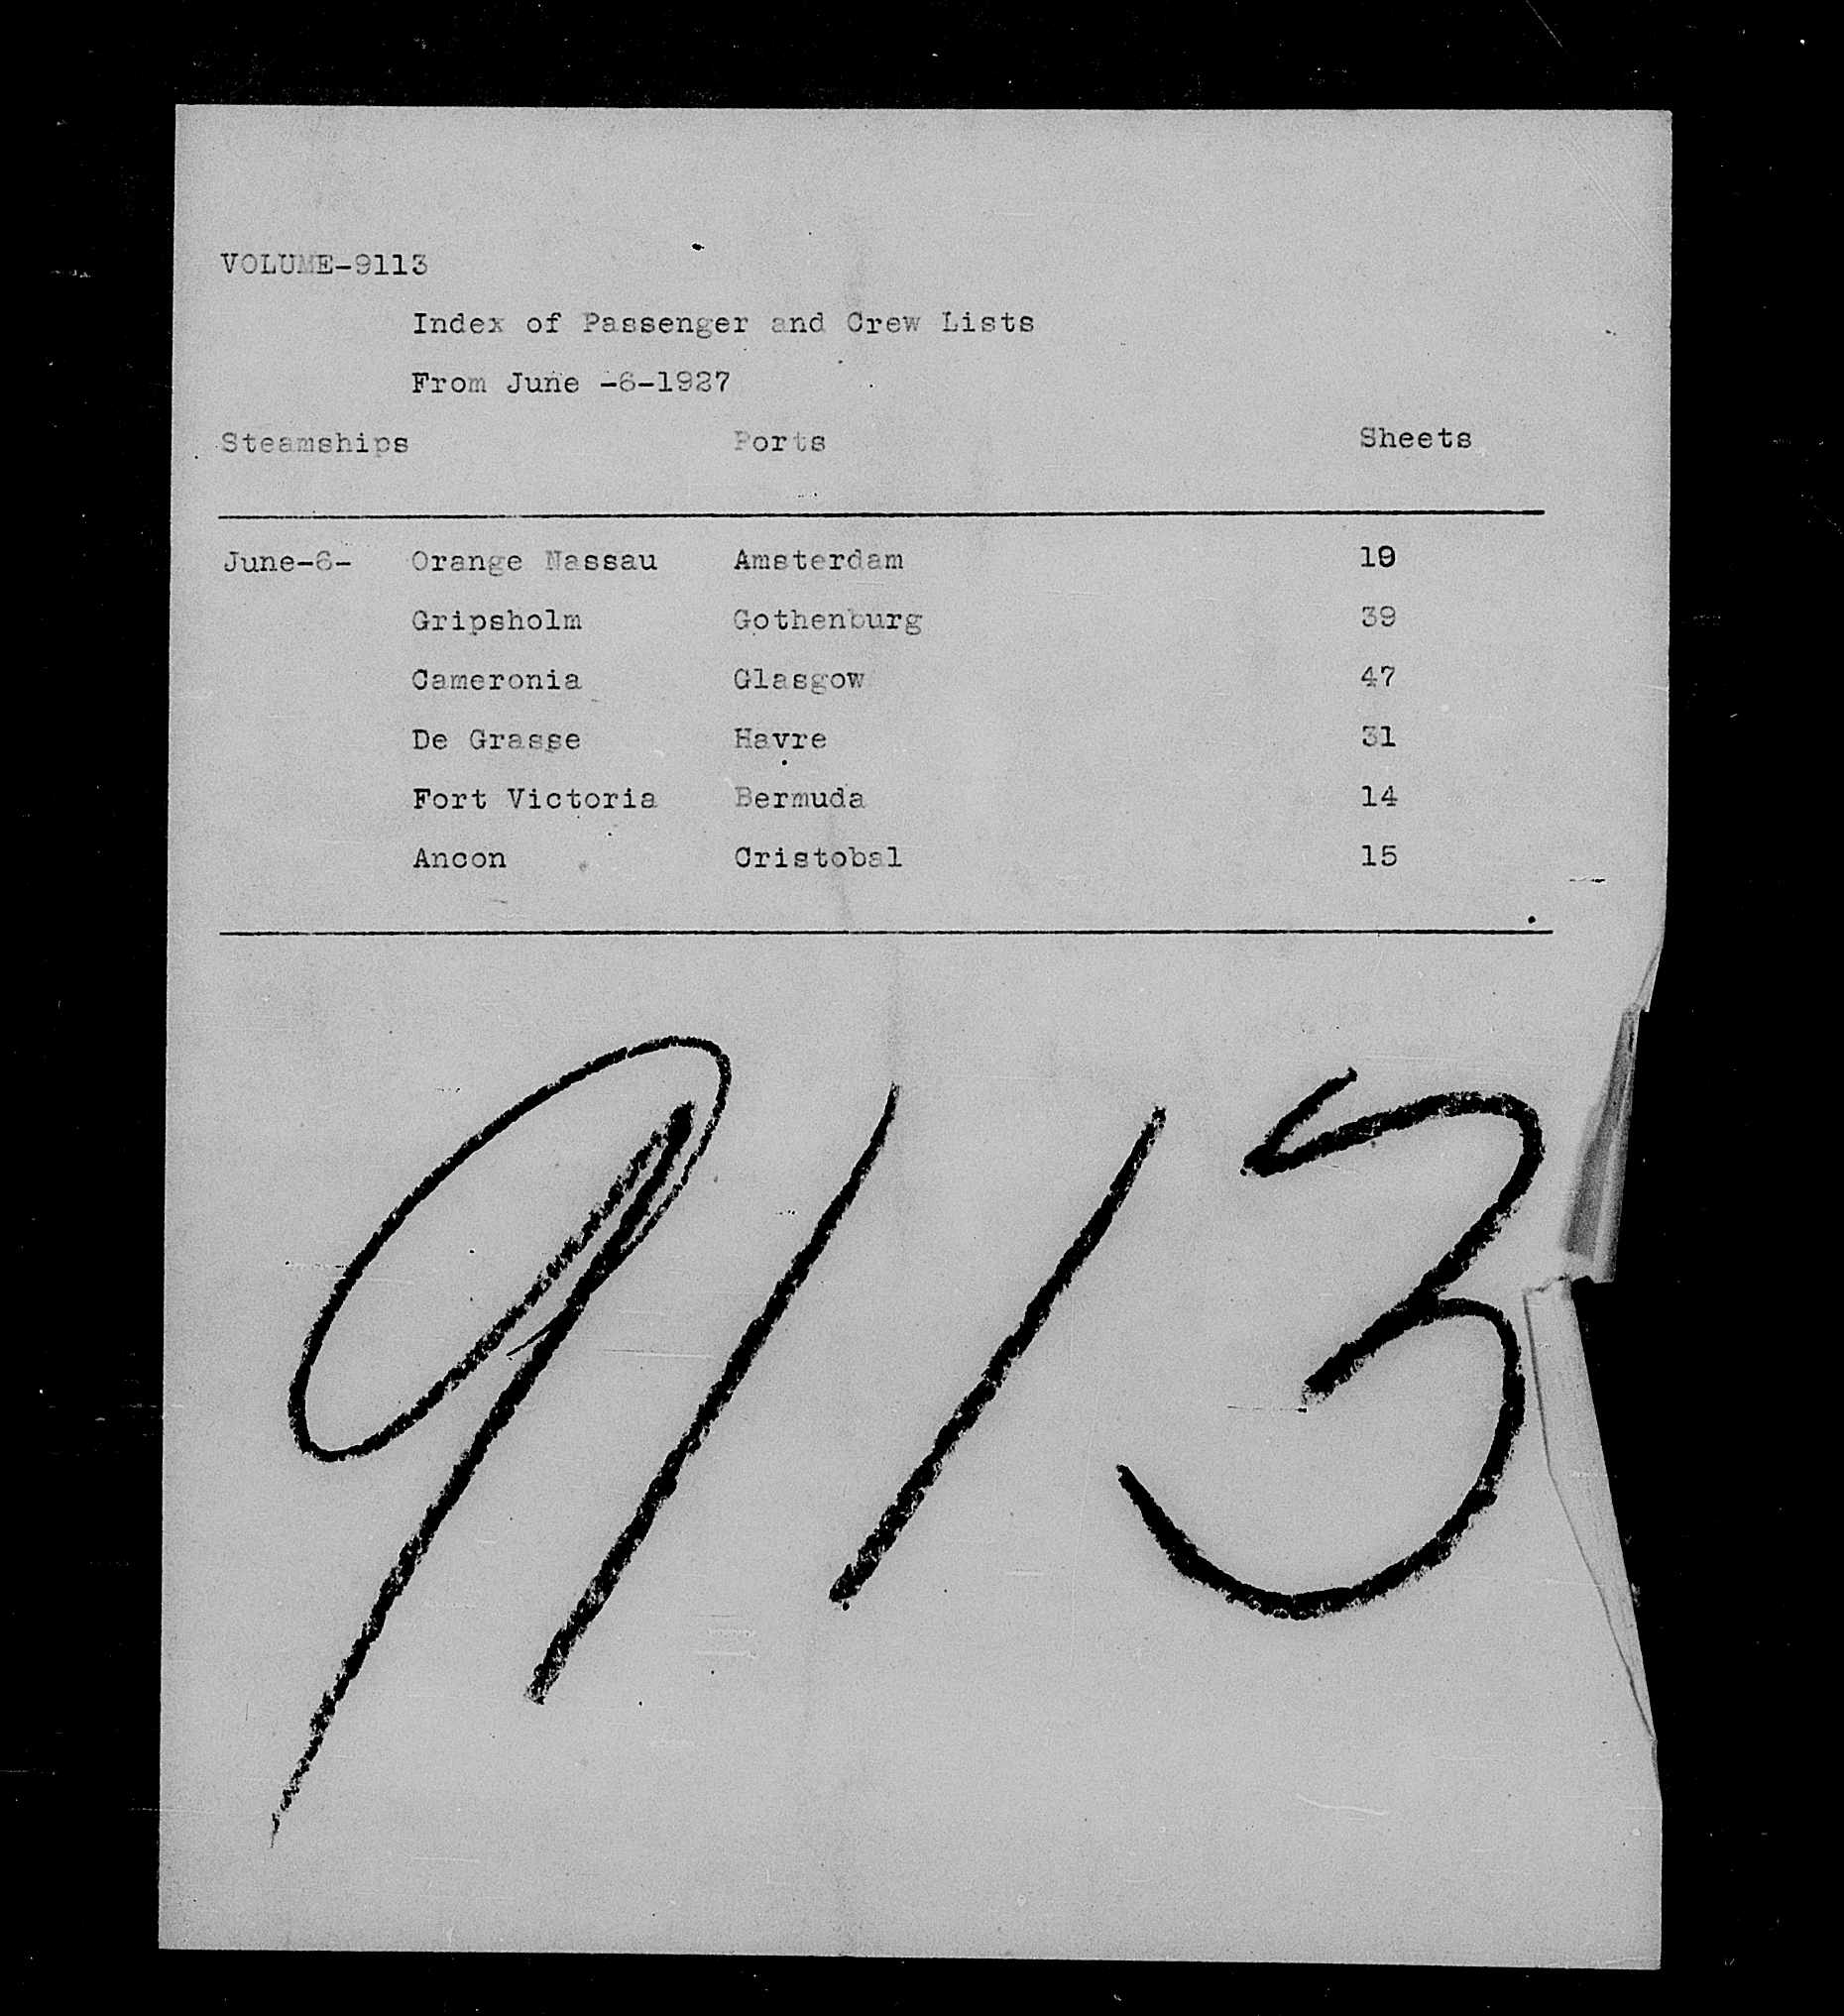 VOLUME-9113
Index of Passenger and Crew Lists
From June -6-1927
Steamships Ports Sheets
June-6- Orange Nassau Amsterdam 19
Gripsholm Gothenburg 39
Cameronia Glasgow 47
De Grasse Havre 31
Fort Victoria Bermuda 14
Ancon Cristobal 15
9113